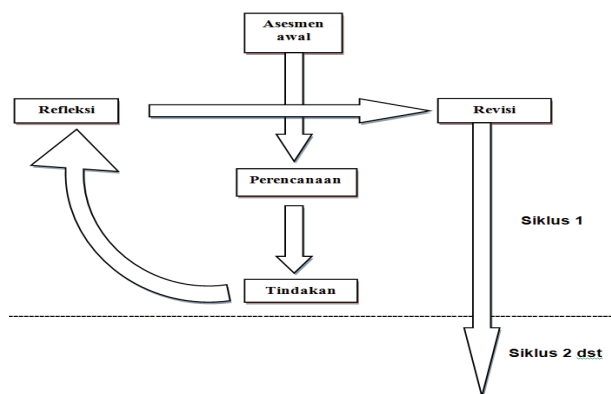 Asesmen
awal
Refleksi
Revisi
Perencanaan
Siklus 1
Tindakan
Siklus 2 dst